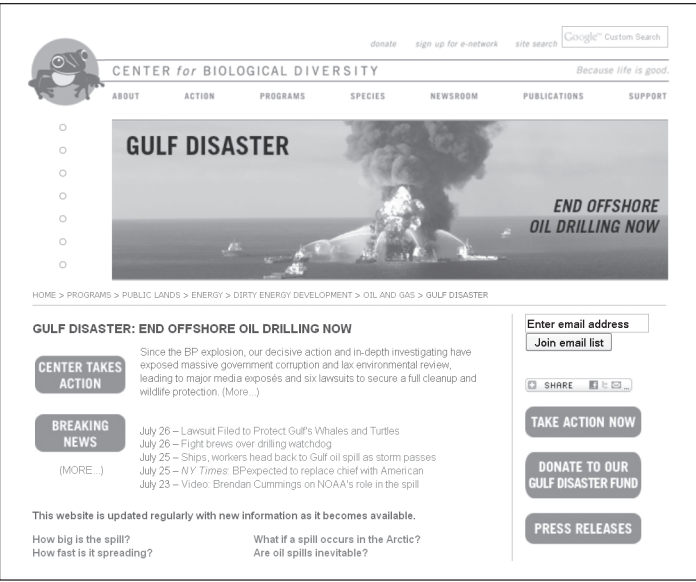 donate sign up for e-network site search Google™ Custom Search
CENTER for BIOLOGICAL DIVERSITY
Because life is good.
ABOUT ACTION PROGRAMS SPECIES NEWSROOM PUBLICATIONS SUPPORT
GULF DISASTER
END OFFSHORE
OIL DRILLING NOW
HOME > PROGRAMS > PUBLIC LANDS > ENERGY > DIRTY ENERGY DEVELOPMENT > OIL AND GAS > GULF DISASTER
GULF DISASTER: END OFFSHORE OIL DRILLING NOW
CENTER TAKES
ACTION
Since the BP explosion, our decisive action and in-depth investigating have
exposed massive government corruption and lax environmental review,
leading to major media exposés and six lawsuits to secure a full cleanup and
wildlife protection. (More...)
BREAKING
NEWS
(MORE...)
July 26 – Lawsuit Filed to Protect Gulf's Whales and Turtles
July 26 – Fight brews over drilling watchdog
July 25 – Ships, workers head back to Gulf oil spill as storm passes
July 25 – NY Times: BPexpected to replace chief with American
July 23 – Video: Brendan Cummings on NOAA's role in the spill
This website is updated regularly with new information as it becomes available.
How big is the spill? What if a spill occurs in the Arctic?
How fast is it spreading? Are oil spills inevitable?
Enter email address
Join email list
SHARE
TAKE ACTION NOW
DONATE TO OUR
GULF DISASTER FUND
PRESS RELEASES